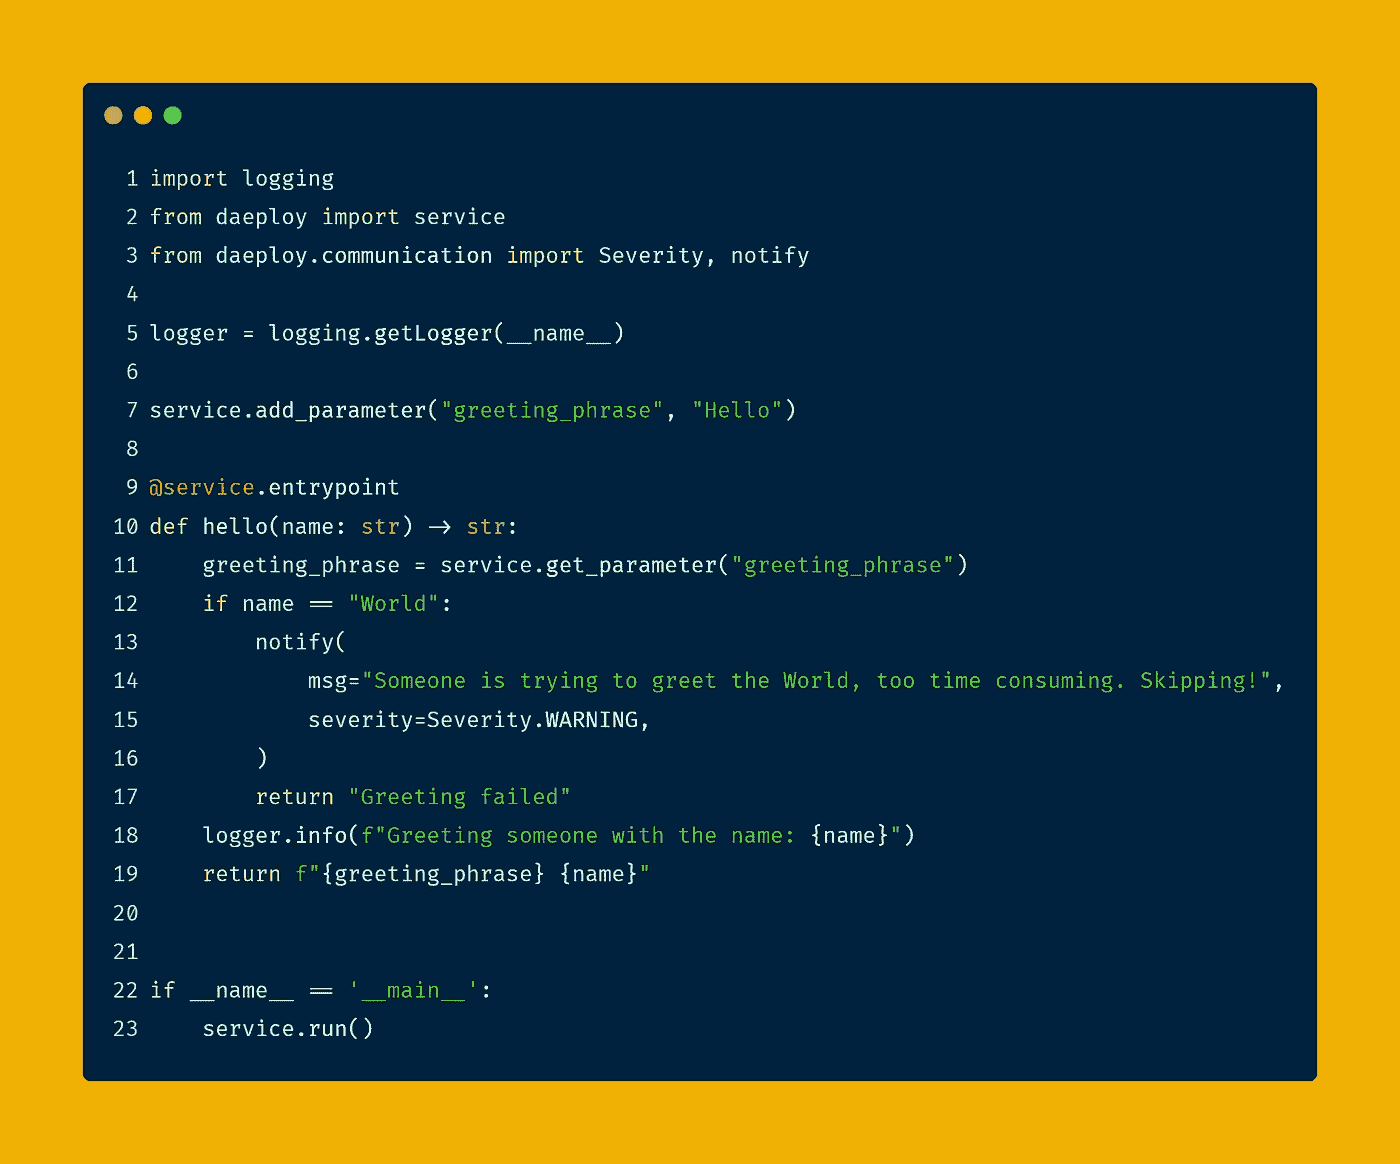 1 import logging
2 from daeploy import service
3 from daeploy.communication import Severity, notify
4
5 logger = logging.getLogger(__name__)
6
7 service.add_parameter("greeting_phrase", "Hello")
8
9 @service.entrypoint
10 def hello(name: str) -> str:
11     greeting_phrase = service.get_parameter("greeting_phrase")
12     if name == "World":
13         notify(
14             msg="Someone is trying to greet the World, too time consuming. Skipping!",
15             severity=Severity.WARNING,
16         )
17         return "Greeting failed"
18     logger.info(f"Greeting someone with the name: {name}")
19     return f"{greeting_phrase} {name}"
20
21
22 if __name__ == '__main__':
23     service.run()